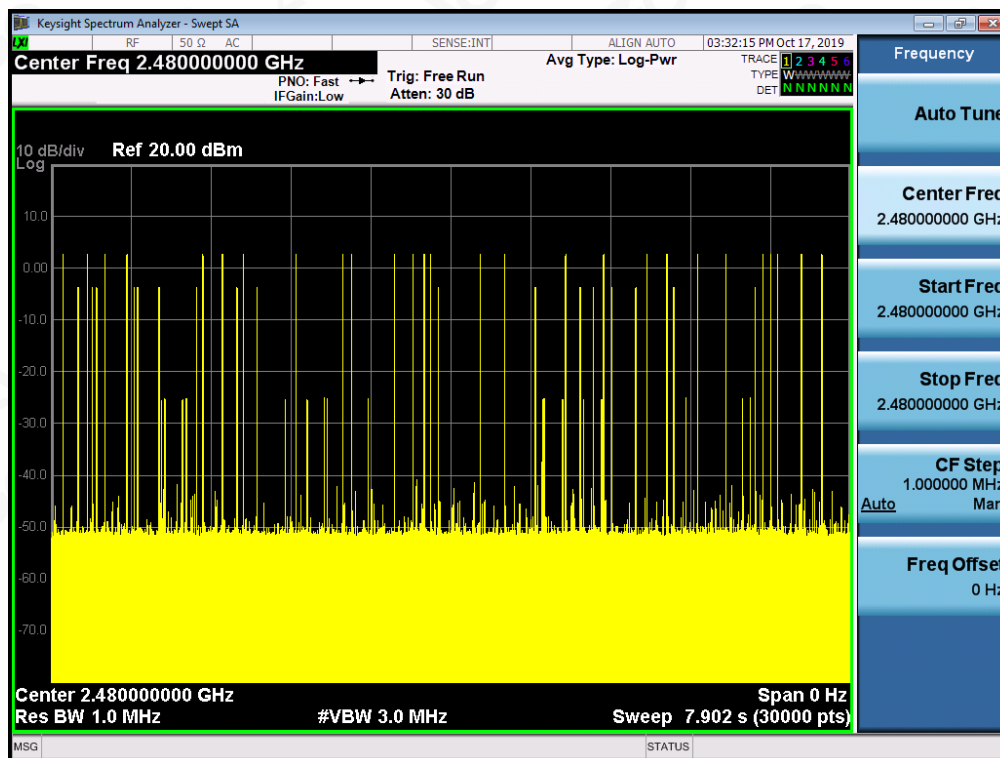 Keysight Spectrum Analyzer - Swept SA
LXI RF 50 Ω AC SENSE:INT ALIGN AUTO 03:32:15 PM Oct 17, 2019
Center Freq 2.480000000 GHz
PNO: Fast
IFGain:Low
Trig: Free Run
Atten: 30 dB
Avg Type: Log-Pwr
TRACE 1 2 3 4 5 6
TYPE WWWWWW
DET N N N N N N
10 dB/div Ref 20.00 dBm
Log
10.0
0.00
-10.0
-20.0
-30.0
-40.0
-50.0
-60.0
-70.0
Center 2.480000000 GHz Span 0 Hz
Res BW 1.0 MHz #VBW 3.0 MHz Sweep 7.902 s (30000 pts)
MSG STATUS
Frequency
Auto Tune
Center Freq
2.480000000 GHz
Start Freq
2.480000000 GHz
Stop Freq
2.480000000 GHz
CF Step
1.000000 MHz
Auto Man
Freq Offset
0 Hz